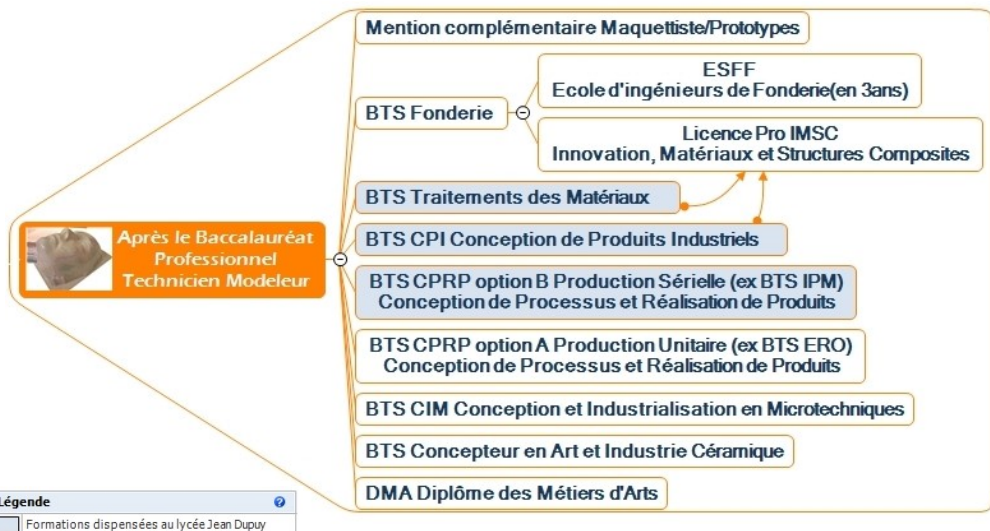 Mention complémentaire Maquettiste/Prototypes
BTS Fonderie
ESFF
Ecole d'ingénieurs de Fonderie(en 3ans)
Licence Pro IMSC
Innovation, Matériaux et Structures Composites
BTS Traitements des Matériaux
BTS CPI Conception de Produits Industriels
Après le Baccalauréat
Professionnel
Technicien Modeleur
BTS CPRP option B Production Sérielle (ex BTS IPM)
Conception de Processus et Réalisation de Produits
BTS CPRP option A Production Unitaire (ex BTS ERO)
Conception de Processus et Réalisation de Produits
BTS CIM Conception et Industrialisation en Microtechniques
BTS Concepteur en Art et Industrie Céramique
DMA Diplôme des Métiers d'Arts
Légende
Formations dispensées au lycée Jean Dupuy